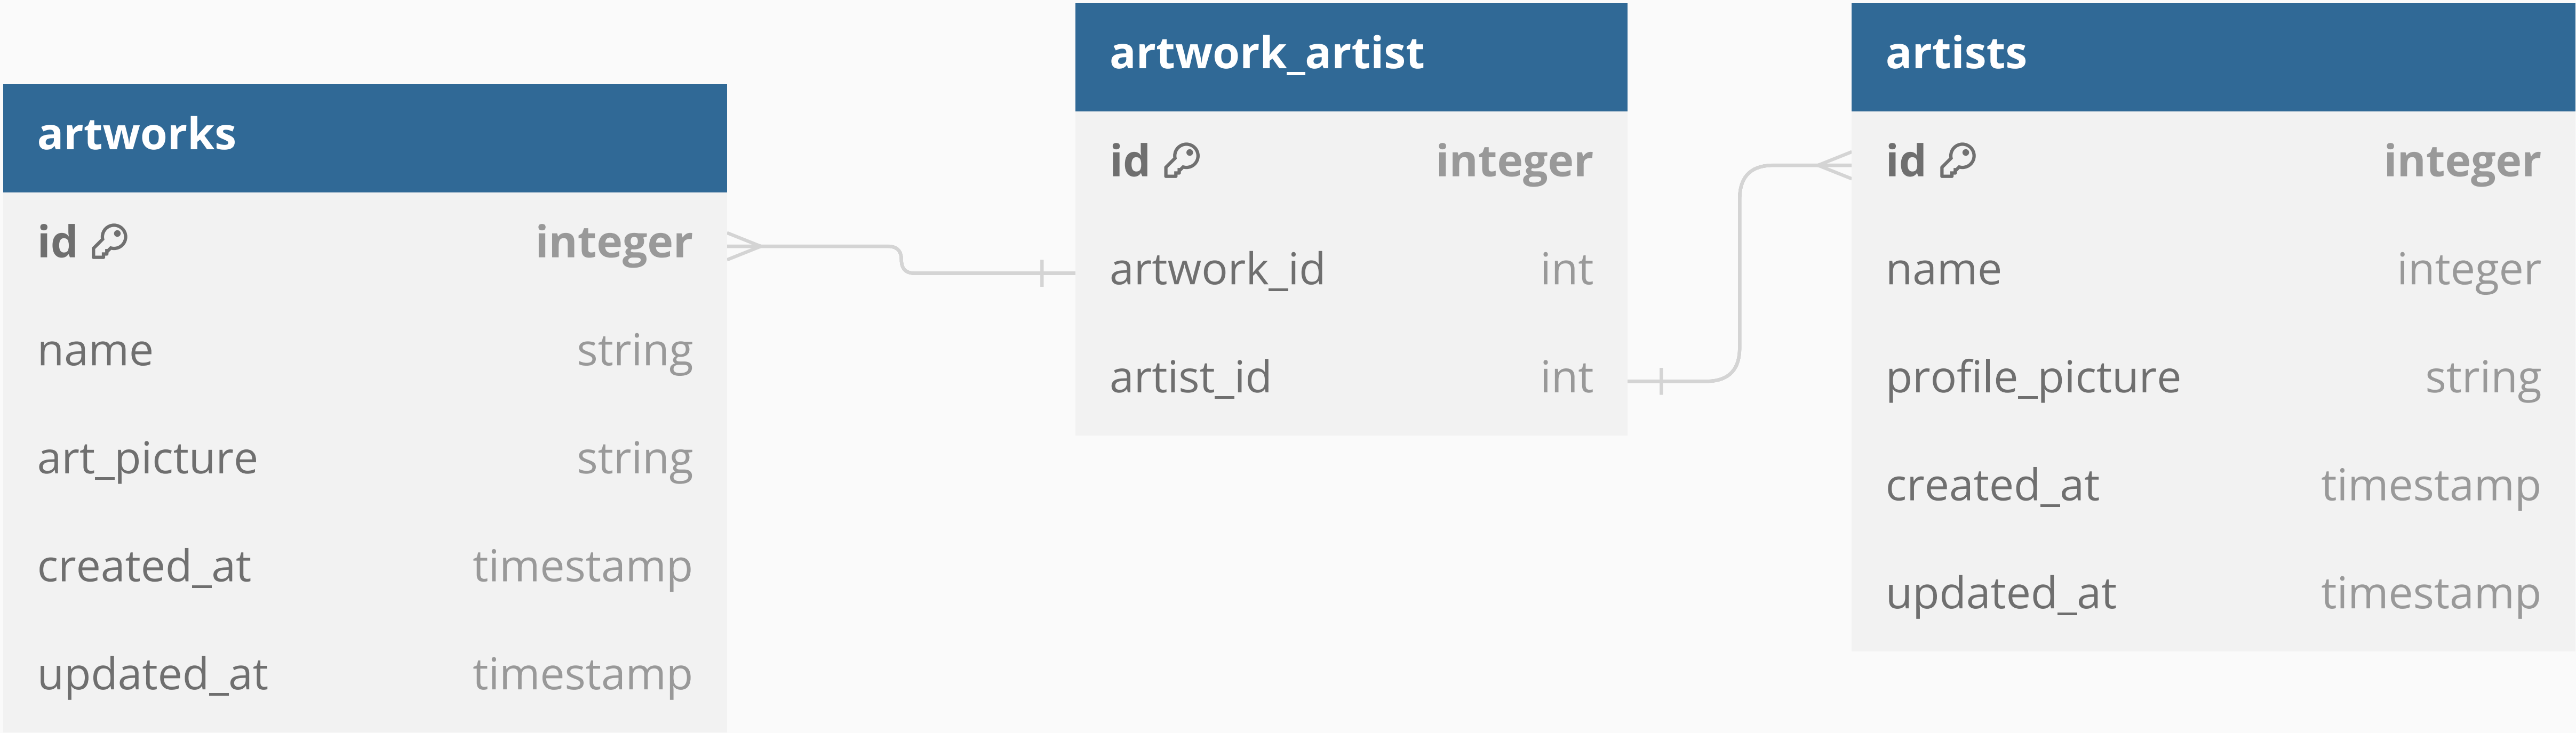 artworks
id integer
name string
art_picture string
created_at timestamp
updated_at timestamp
artwork_artist
id integer
artwork_id int
artist_id int
artists
id integer
name integer
profile_picture string
created_at timestamp
updated_at timestamp